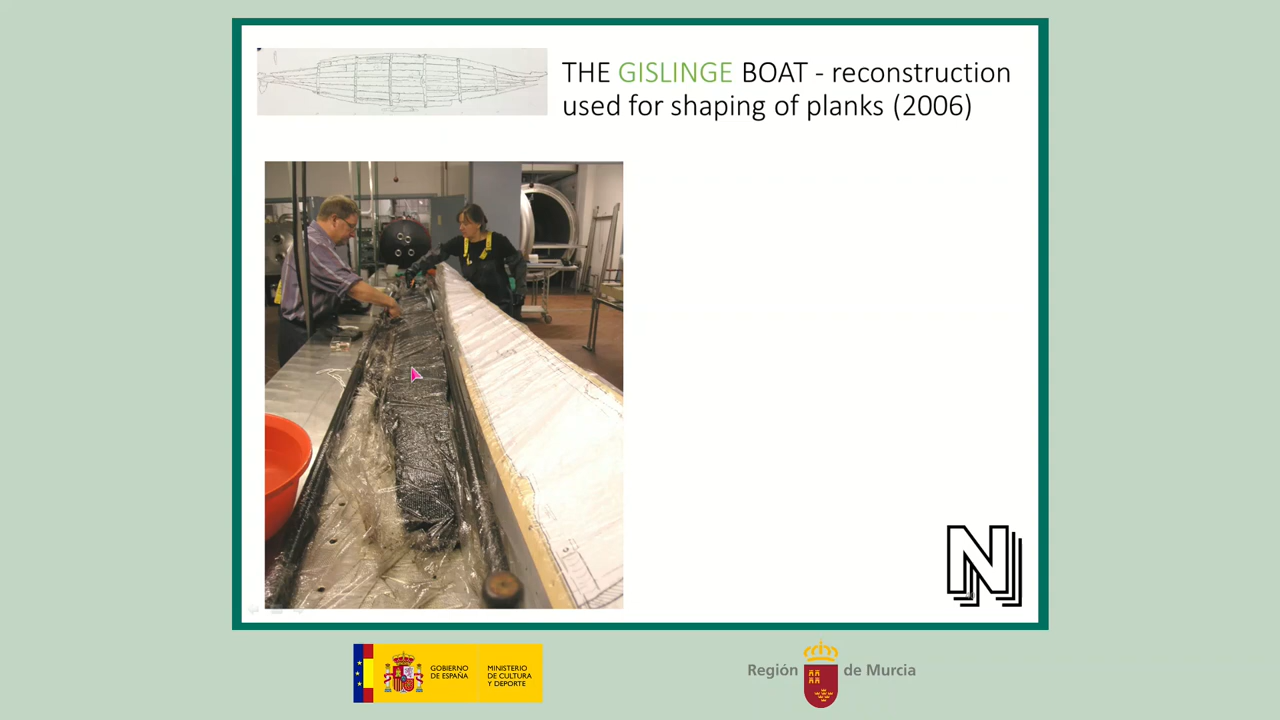 THE GISLINGE BOAT - reconstruction
used for shaping of planks (2006)
N
GOBIERNO
DE ESPAÑA
MINISTERIO
DE CULTURA
Y DEPORTE
Región de Murcia